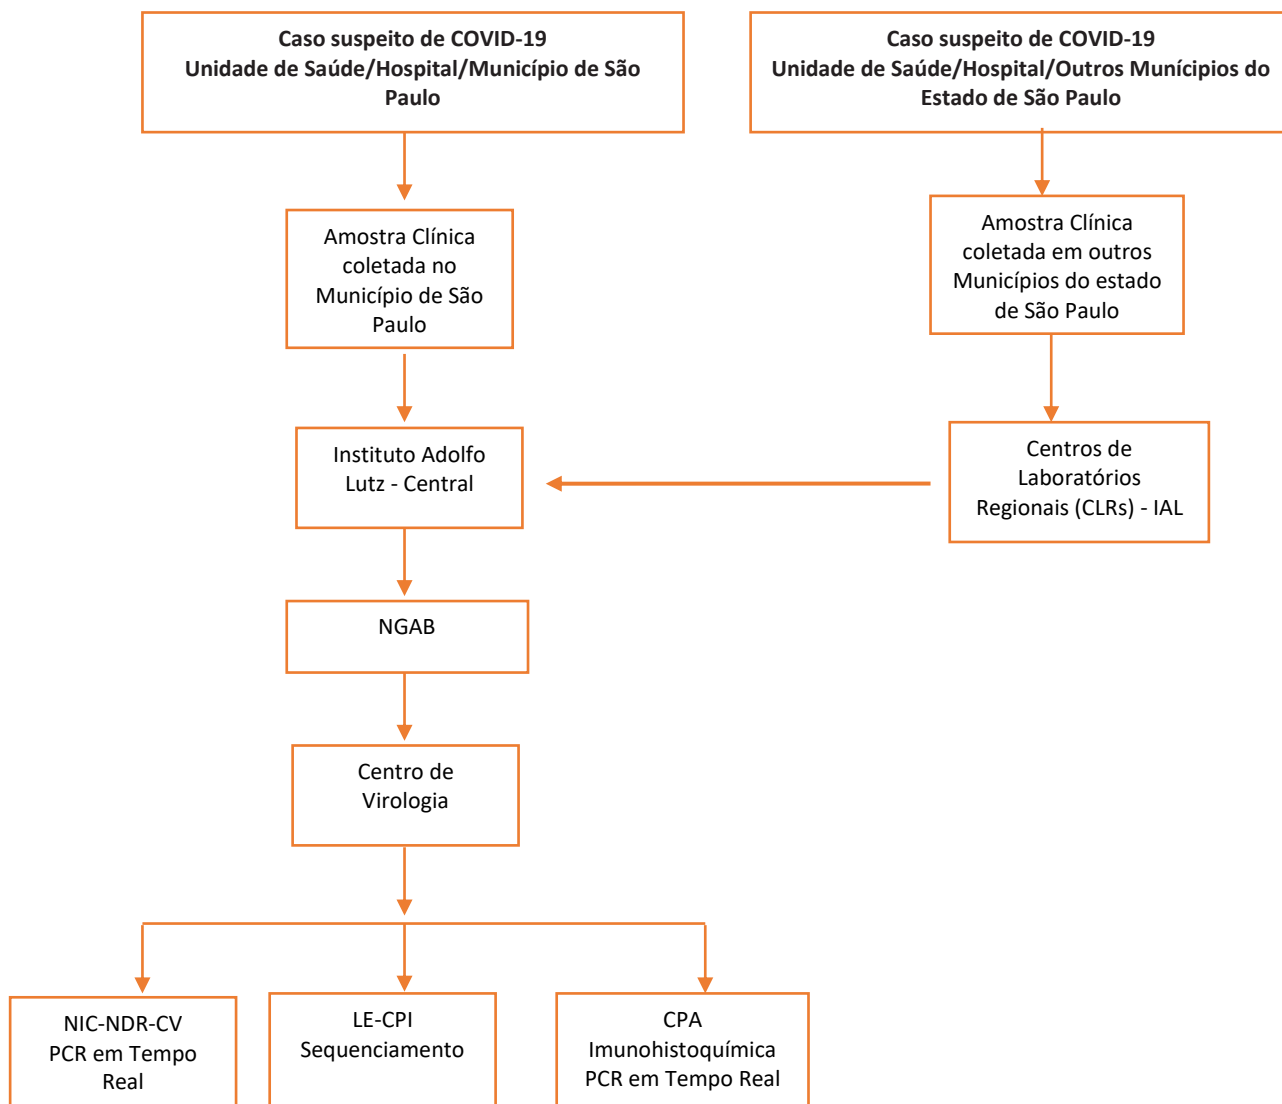 Caso suspeito de COVID-19
Unidade de Saúde/Hospital/Município de São
Paulo
Caso suspeito de COVID-19
Unidade de Saúde/Hospital/Outros Munícipios do
Estado de São Paulo
Amostra Clínica
coletada no
Município de São
Paulo
Amostra Clínica
coletada em outros
Municípios do estado
de São Paulo
Instituto Adolfo
Lutz - Central
Centros de
Laboratórios
Regionais (CLRs) - IAL
NGAB
Centro de
Virologia
NIC-NDR-CV
PCR em Tempo
Real
LE-CPI
Sequenciamento
CPA
Imunohistoquímica
PCR em Tempo Real